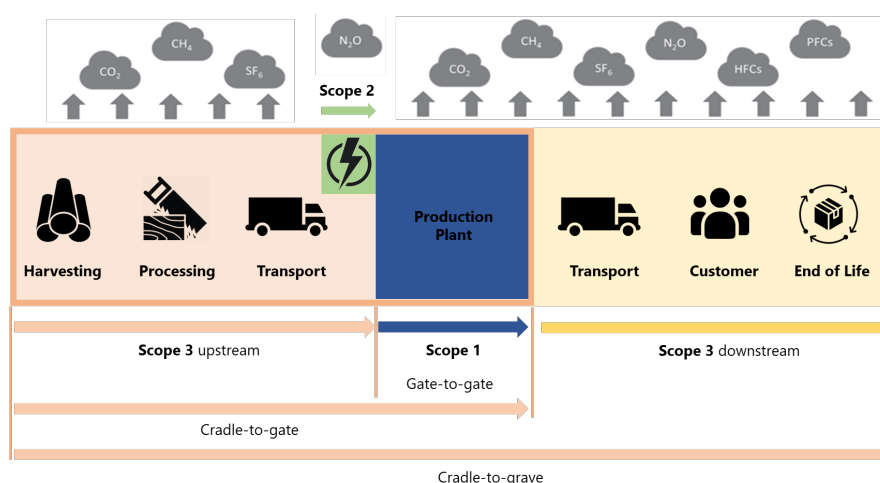 CO₂
CH₄
SF₆
N₂O
Scope 2
CO₂
CH₄
SF₆
N₂O
HFCs
PFCs
Harvesting
Processing
Transport
Production
Plant
Transport
Customer
End of Life
Scope 3 upstream
Scope 1
Scope 3 downstream
Gate-to-gate
Cradle-to-gate
Cradle-to-grave